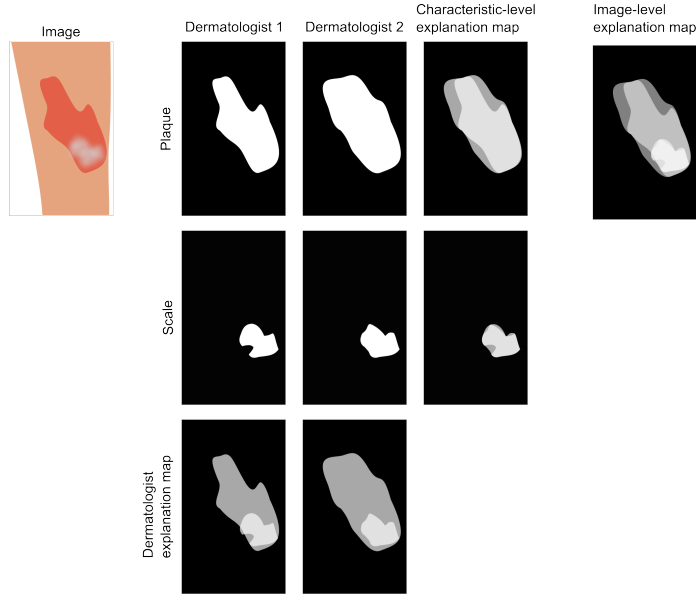 Image
Dermatologist 1
Dermatologist 2
Characteristic-level
explanation map
Image-level
explanation map
Plaque
Scale
Dermatologist
explanation map